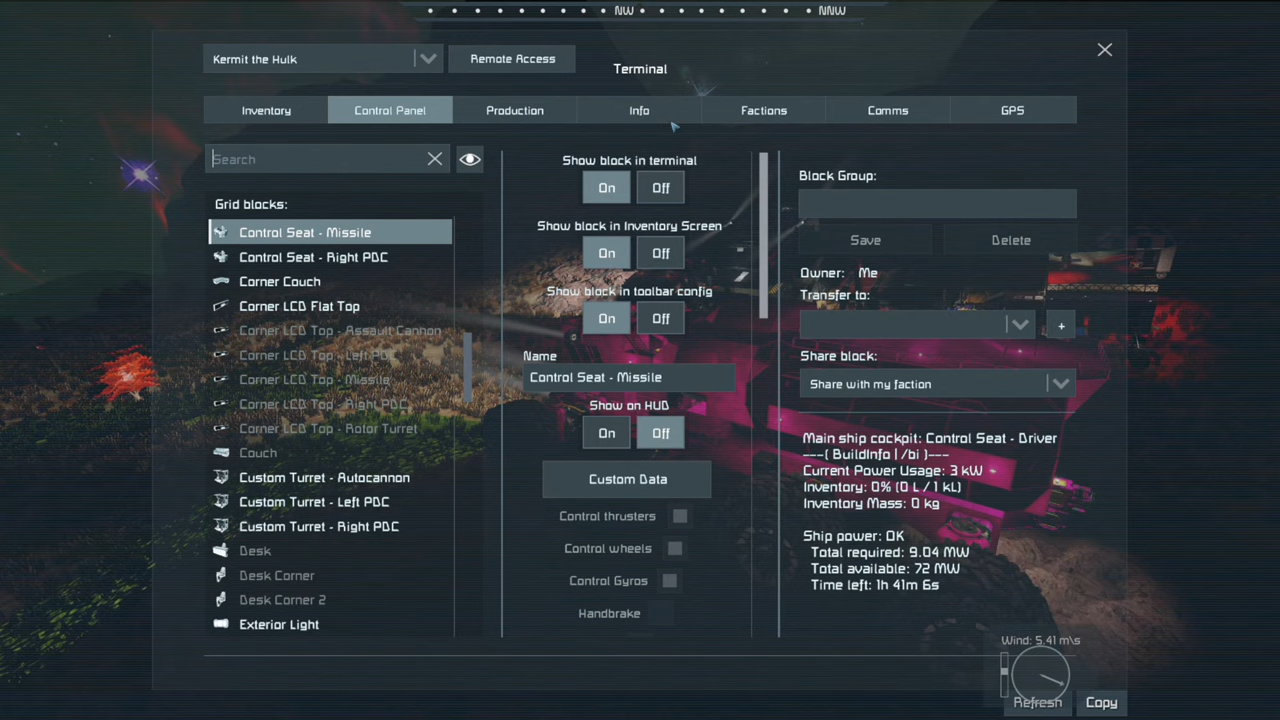 NW
NNW
Kermit the Hulk
Remote Access
Terminal
Inventory
Control Panel
Production
Info
Factions
Comms
GPS
Search
Grid blocks:
Control Seat - Missile
Control Seat - Right PDC
Corner Couch
Corner LCD Flat Top
Corner LCD Top - Assault Cannon
Corner LCD Top - Left PDC
Corner LCD Top - Missile
Corner LCD Top - Right PDC
Corner LCD Top - Rotor Turret
Couch
Custom Turret - Autocannon
Custom Turret - Left PDC
Custom Turret - Right PDC
Desk
Desk Corner
Desk Corner 2
Exterior Light
Show block in terminal
On Off
Show block in Inventory Screen
On Off
Show block in toolbar config
On Off
Name
Control Seat - Missile
Show on HUD
On Off
Custom Data
Control thrusters
Control wheels
Control Gyros
Handbrake
Block Group:
Save
Delete
Owner: Me
Transfer to:
+
Share block:
Share with my faction
Main ship cockpit: Control Seat - Driver
---( BuildInfo | /bi )---
Current Power Usage: 3 kW
Inventory: 0% (0 L / 1 kL)
Inventory Mass: 0 kg
Ship power: OK
Total required: 9.04 MW
Total available: 72 MW
Time left: 1h 41m 6s
Wind: 5.41 m\s
Refresh
Copy